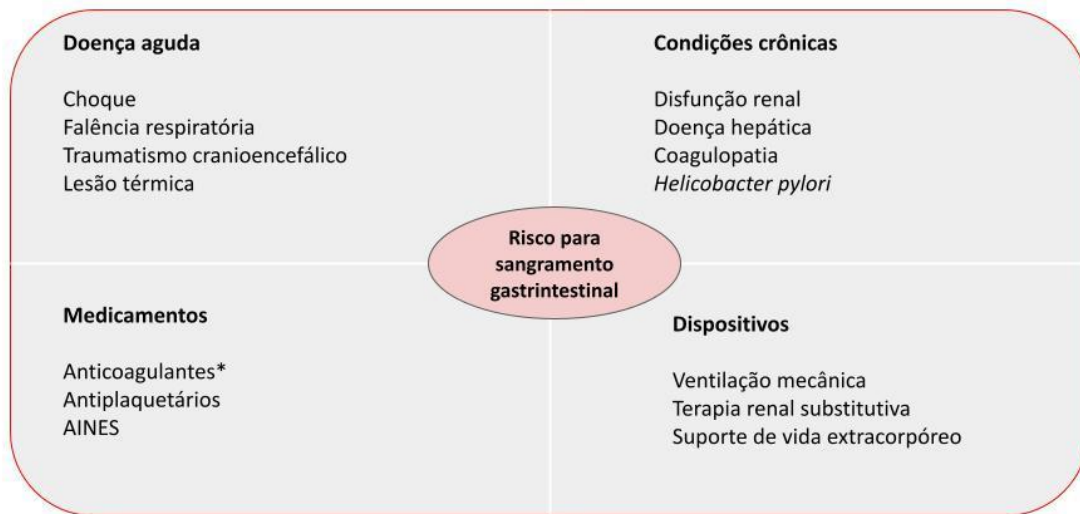 Doença aguda
Choque
Falência respiratória
Traumatismo cranioencefálico
Lesão térmica
Condições crônicas
Disfunção renal
Doença hepática
Coagulopatia
Helicobacter pylori
Risco para
sangramento
gastrintestinal
Medicamentos
Anticoagulantes*
Antiplaquetários
AINES
Dispositivos
Ventilação mecânica
Terapia renal substitutiva
Suporte de vida extracorpóreo